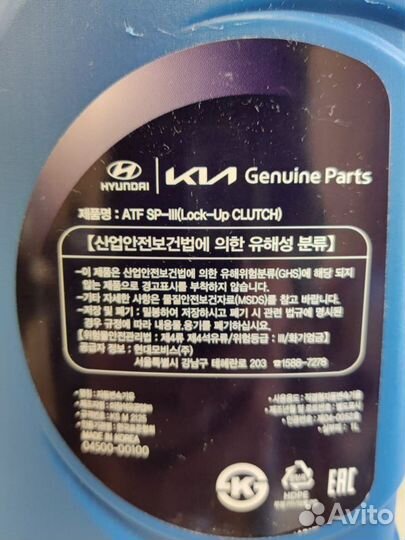 HYUNDAI KIA Genuine Parts
제품명 : ATF SP-III(Lock-Up CLUTCH)
【산업안전보건법에 의한 유해성 분류】
-이 제품은 산업안전보건법에 의한 유해위험분류(GHS)에 해당 되지
않는 제품으로 경고표시를 부착하지 않습니다.
-기타 자세한 사항은 물질안전보건자료(MSDS)를 참고 바랍니다.
-저장 및 폐기 : 밀봉하여 저장하시고 폐기 시 관련 법규에 명시된
경우 규정에 따라 내용물,용기를 폐기하십시오.
【위험물안전관리법 : 제4류 제4석유류/위험등급 : III/화기엄금】
공급자 정보 : 현대모비스(주)
서울특별시 강남구 테헤란로 203 ☎1588-7278
MADE IN KOREA
04500-00100
1L
K
HDPE
EAC
Avito